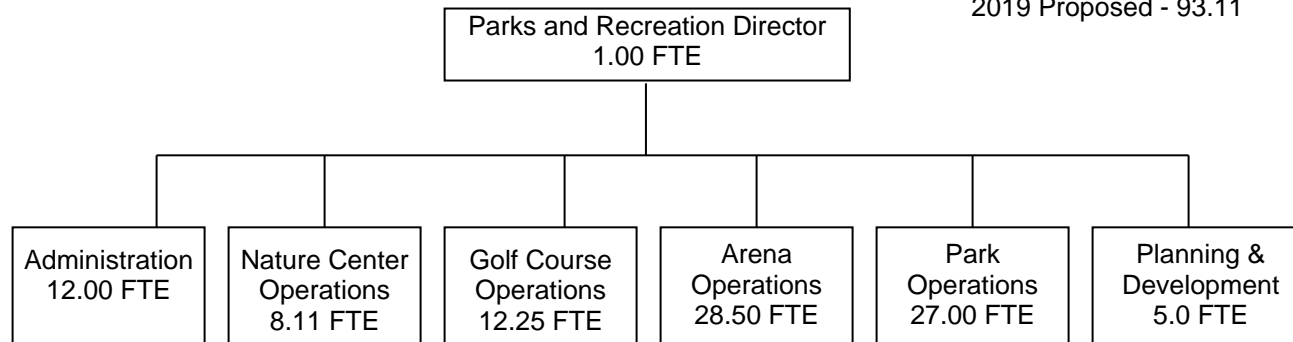 2019 Proposed - 93.11
Parks and Recreation Director
1.00 FTE
Administration
12.00 FTE
Nature Center
Operations
8.11 FTE
Golf Course
Operations
12.25 FTE
Arena
Operations
28.50 FTE
Park
Operations
27.00 FTE
Planning &
Development
5.0 FTE